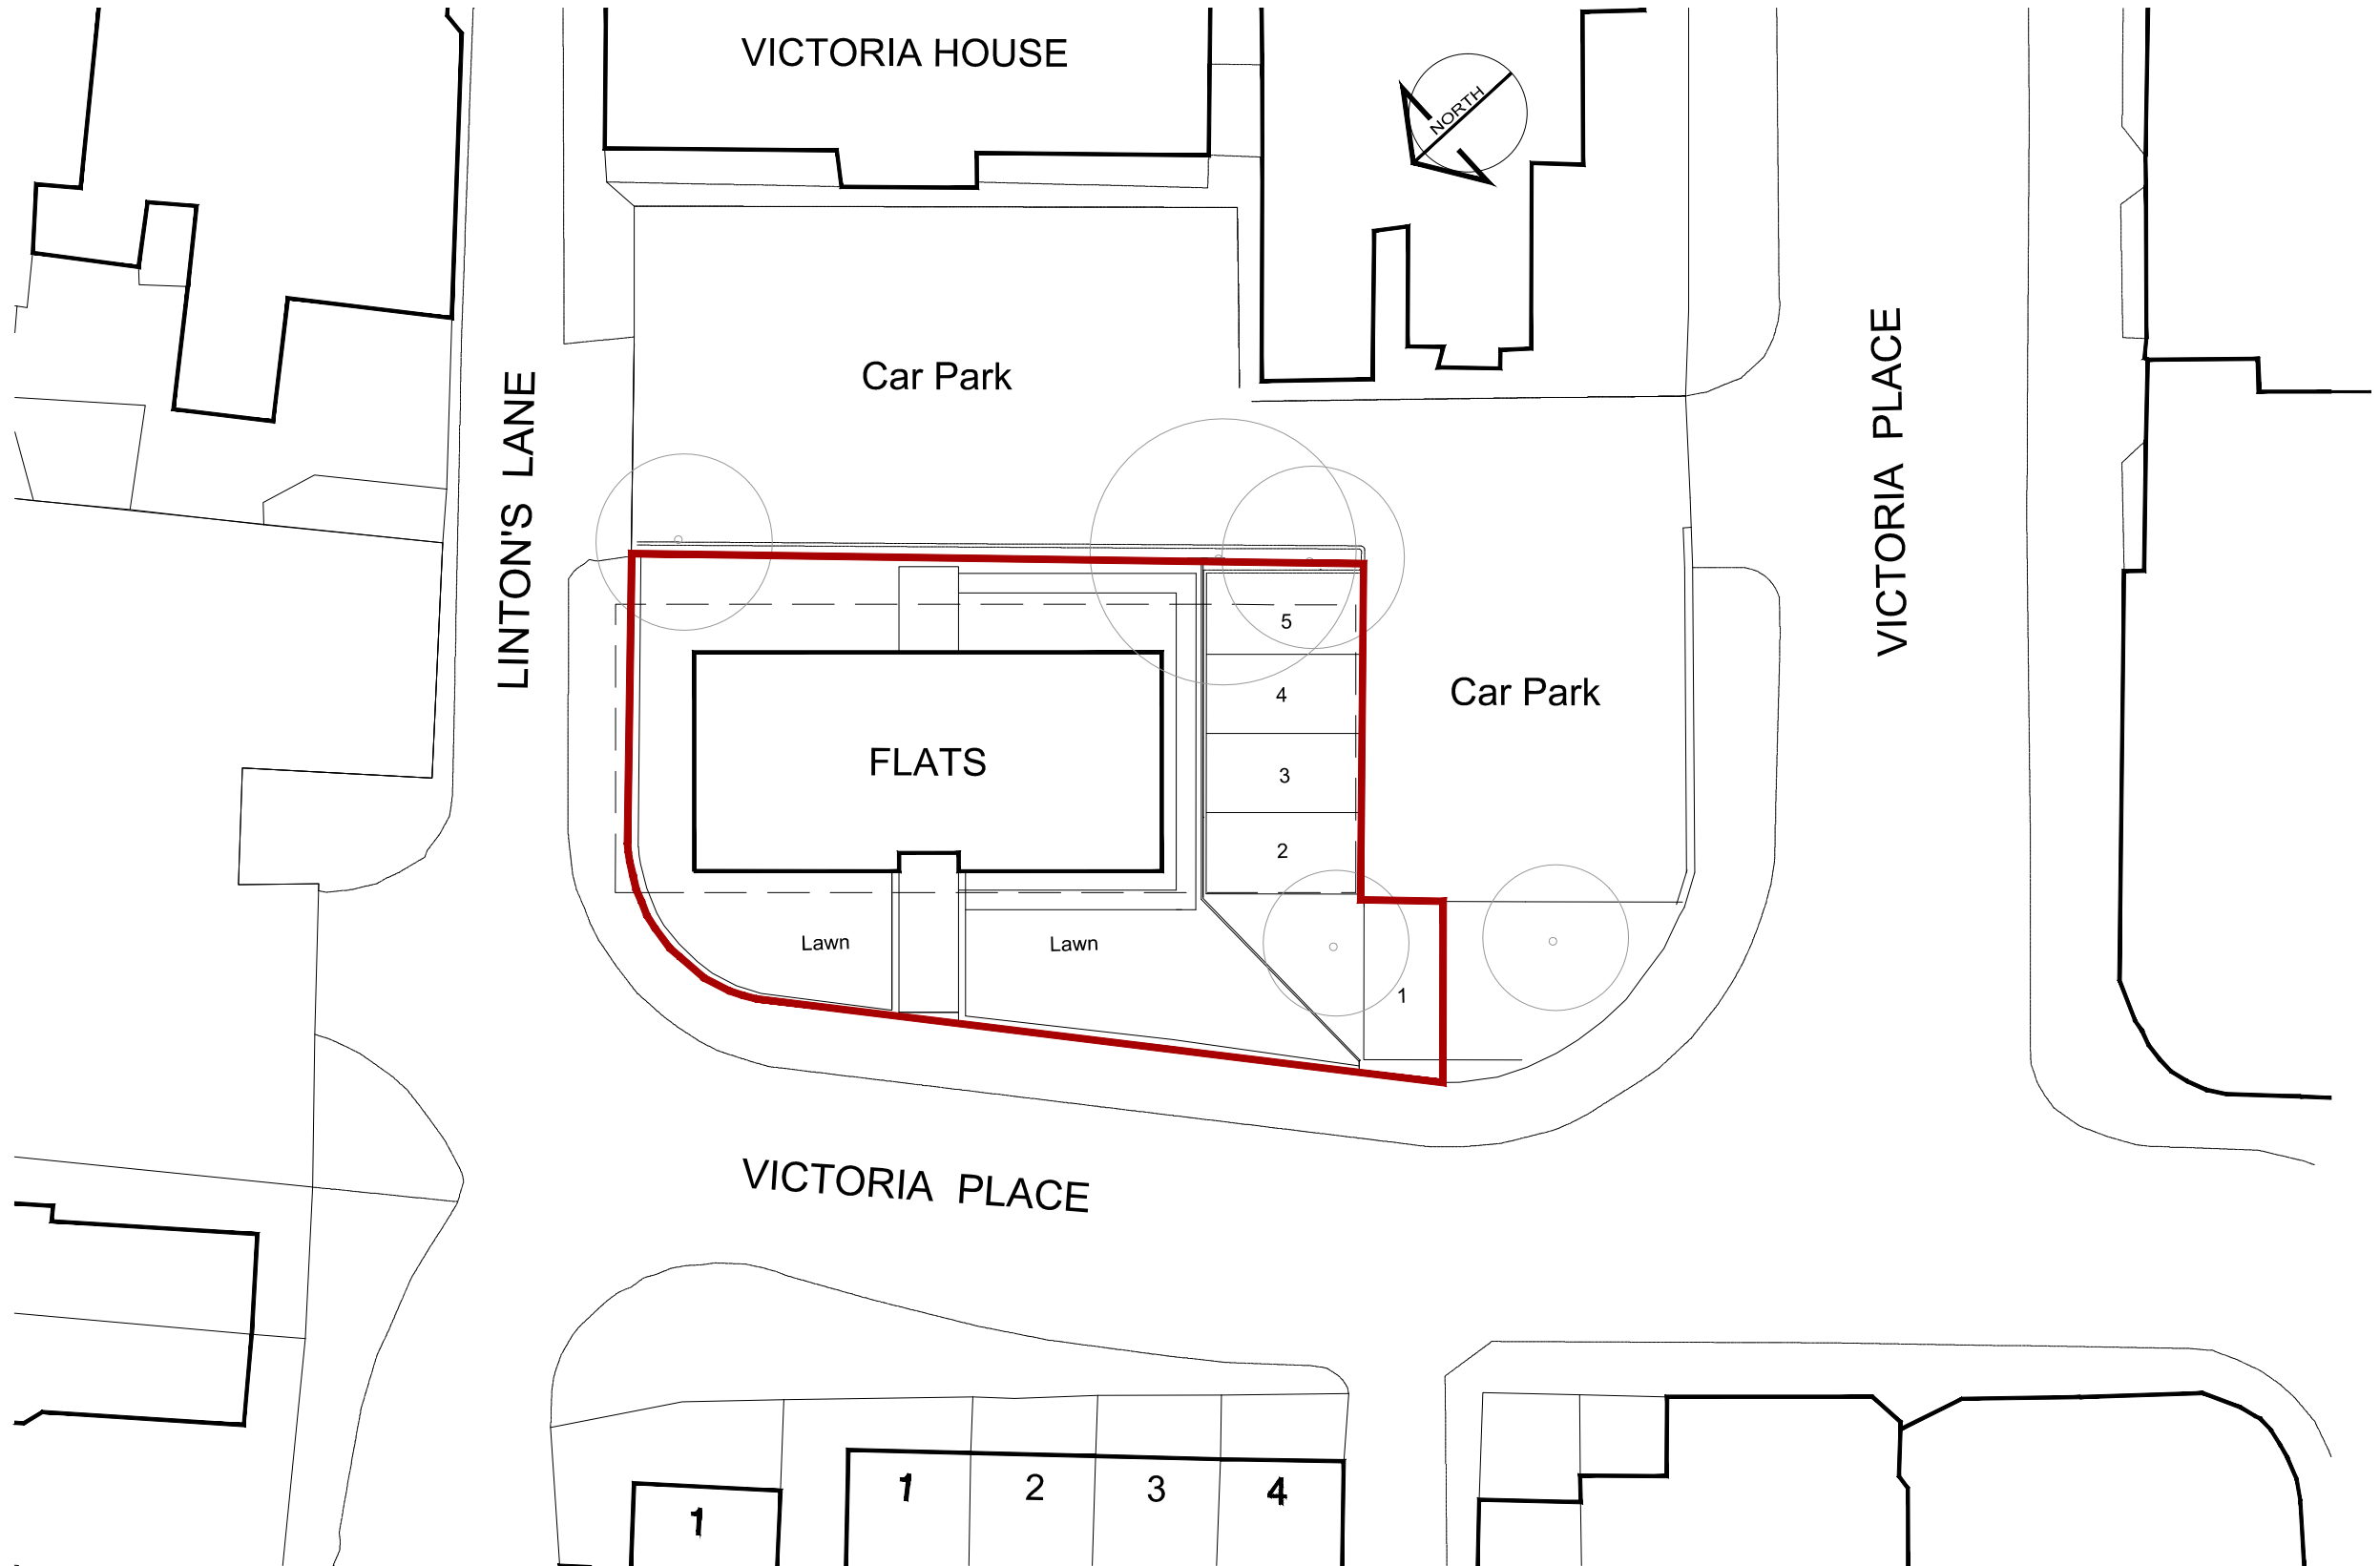 VICTORIA HOUSE
NORTH
Car Park
LINTON'S LANE
VICTORIA PLACE
5
4
Car Park
FLATS
3
2
Lawn
Lawn
1
VICTORIA PLACE
1
2
3
4
1